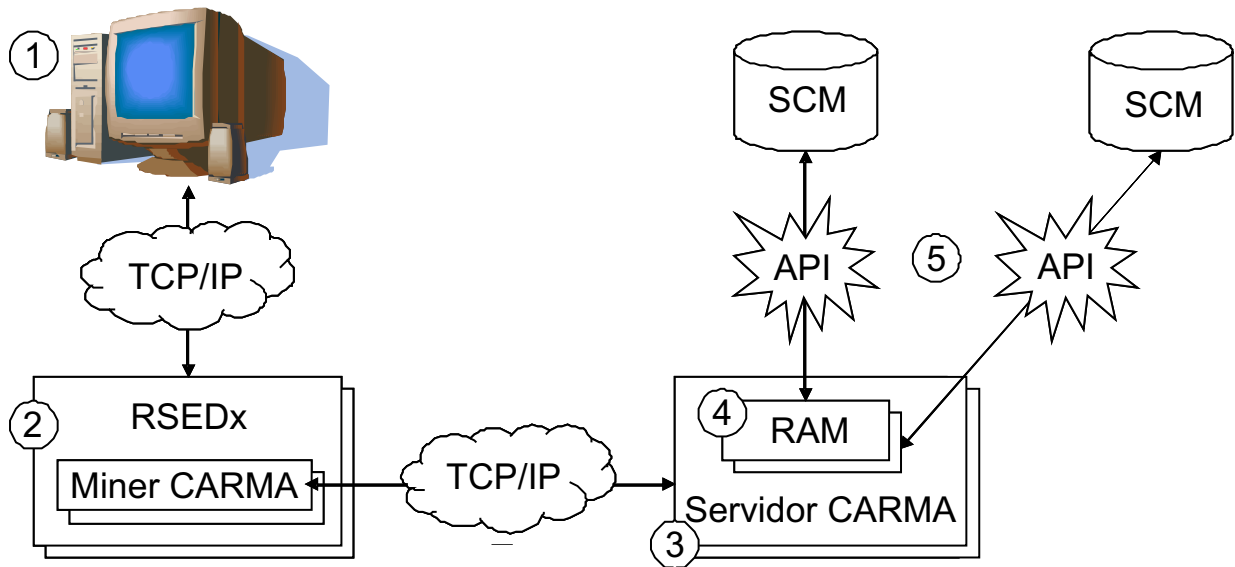 1
SCM
SCM
TCP/IP
API
5
API
2
RSEDx
Miner CARMA
TCP/IP
4
RAM
Servidor CARMA
3